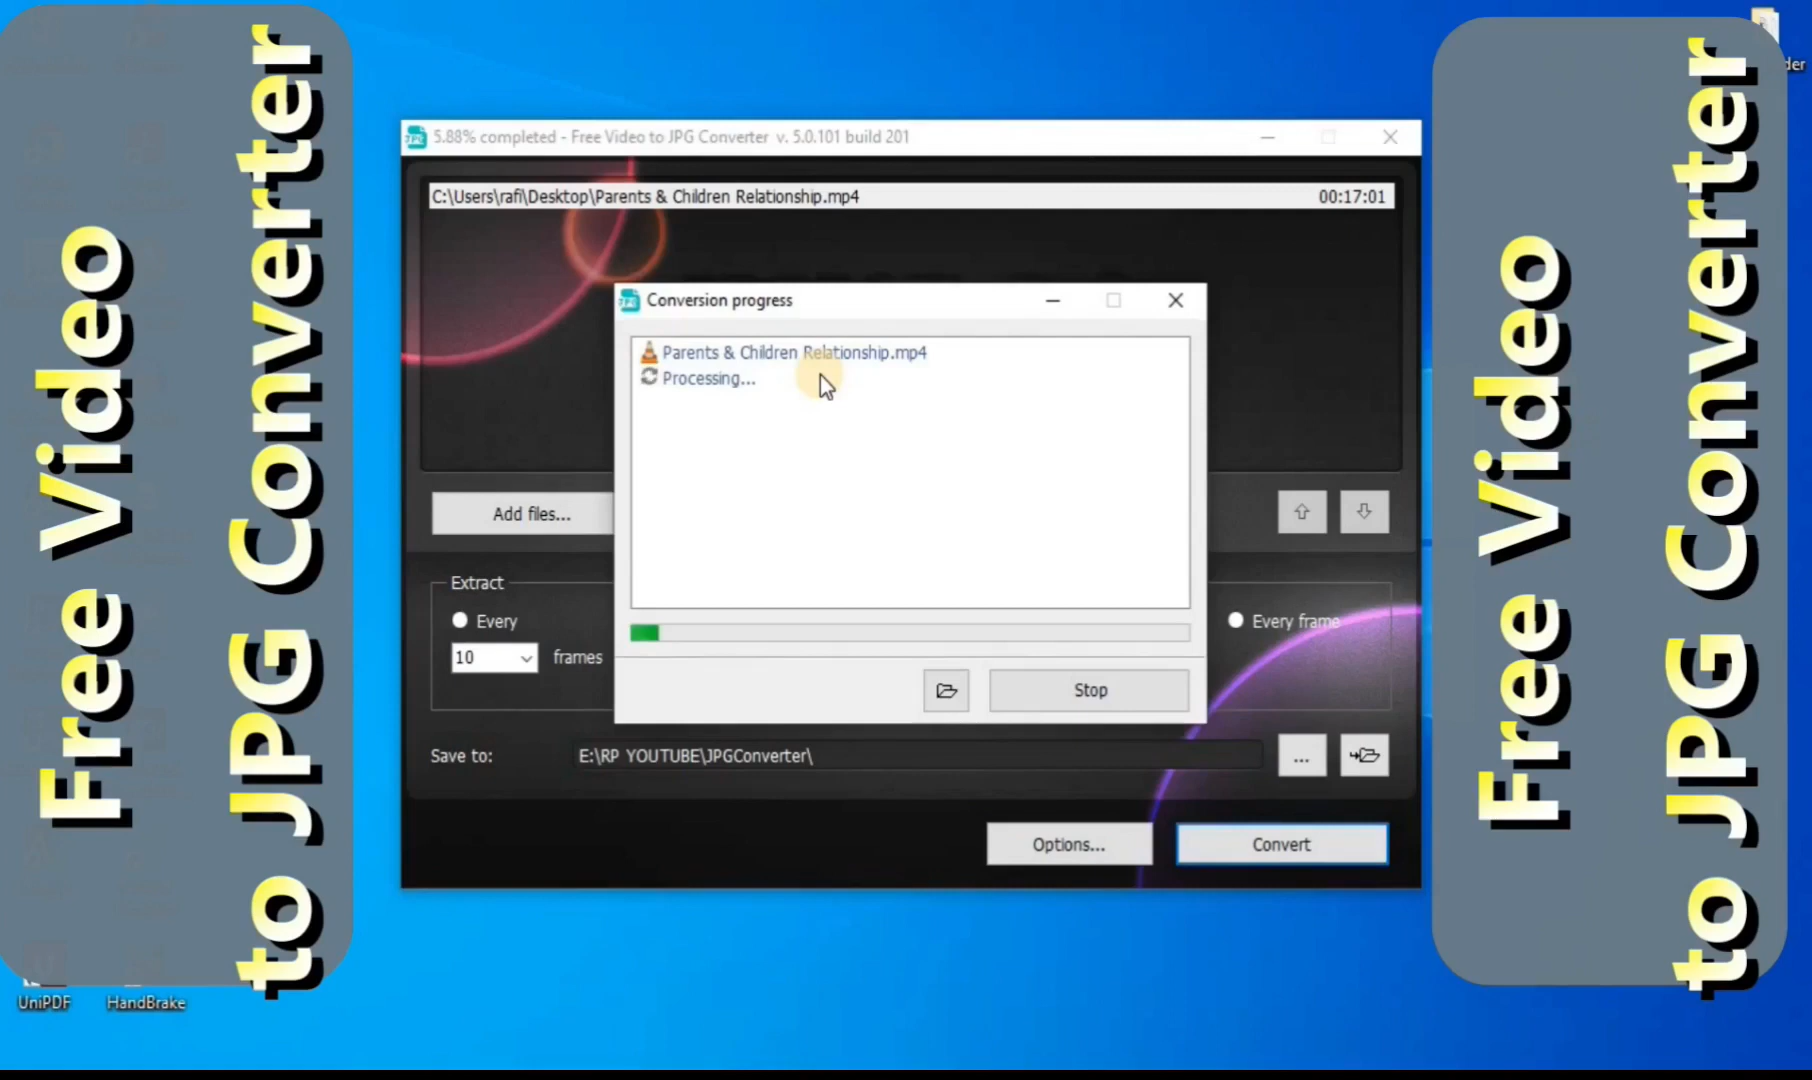 Free Video
to JPG Converter
5.88% completed - Free Video to JPG Converter v. 5.0.101 build 201
C:\Users\rafi\Desktop\Parents & Children Relationship.mp4 00:17:01
Conversion progress
Parents & Children Relationship.mp4
Processing...
Add files...
Extract
Every
Every frame
10 frames
Stop
Save to: E:\RP YOUTUBE\JPGConverter\ ...
Options... Convert
UniPDF HandBrake
der
Free Video
to JPG Converter